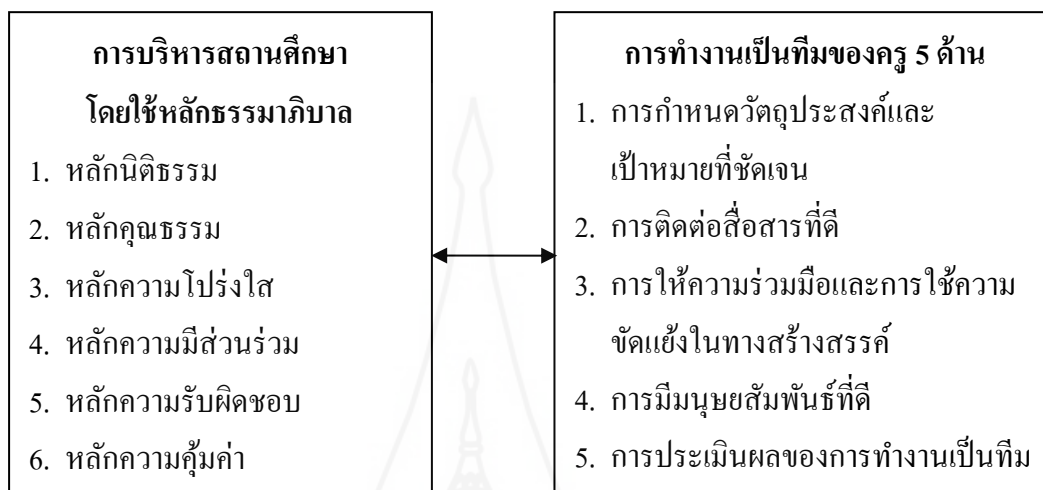 การบริหารสถานศึกษา
โดยใช้หลักธรรมาภิบาล
1. หลักนิติธรรม
2. หลักคุณธรรม
3. หลักความโปร่งใส
4. หลักความมีส่วนร่วม
5. หลักความรับผิดชอบ
6. หลักความคุ้มค่า
การทำงานเป็นทีมของครู 5 ด้าน
1. การกำหนดวัตถุประสงค์และ
เป้าหมายที่ชัดเจน
2. การติดต่อสื่อสารที่ดี
3. การให้ความร่วมมือและการใช้ความ
ขัดแย้งในทางสร้างสรรค์
4. การมีมนุษยสัมพันธ์ที่ดี
5. การประเมินผลของการทำงานเป็นทีม